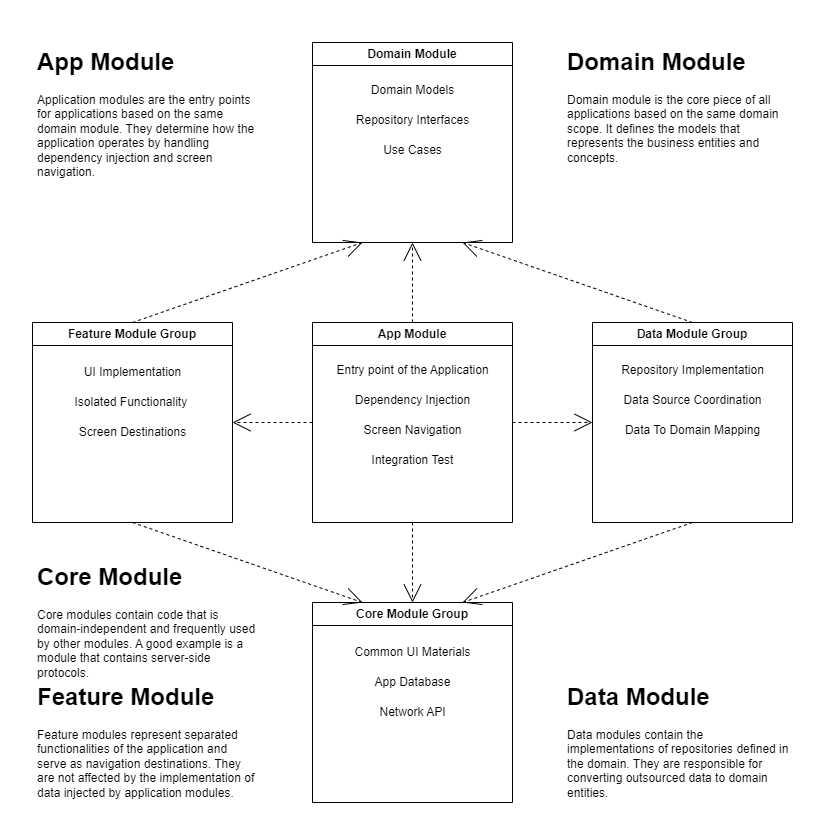 App Module
Application modules are the entry points
for applications based on the same
domain module. They determine how the
application operates by handling
dependency injection and screen
navigation.
Domain Module
Domain Models
Repository Interfaces
Use Cases
Domain Module
Domain module is the core piece of all
applications based on the same domain
scope. It defines the models that
represents the business entities and
concepts.
Feature Module Group
UI Implementation
Isolated Functionality
Screen Destinations
App Module
Entry point of the Application
Dependency Injection
Screen Navigation
Integration Test
Data Module Group
Repository Implementation
Data Source Coordination
Data To Domain Mapping
Core Module
Core modules contain code that is
domain-independent and frequently used
by other modules. A good example is a
module that contains server-side
protocols.
Core Module Group
Common UI Materials
App Database
Network API
Feature Module
Feature modules represent separated
functionalities of the application and
serve as navigation destinations. They
are not affected by the implementation of
data injected by application modules.
Data Module
Data modules contain the
implementations of repositories defined in
the domain. They are responsible for
converting outsourced data to domain
entities.